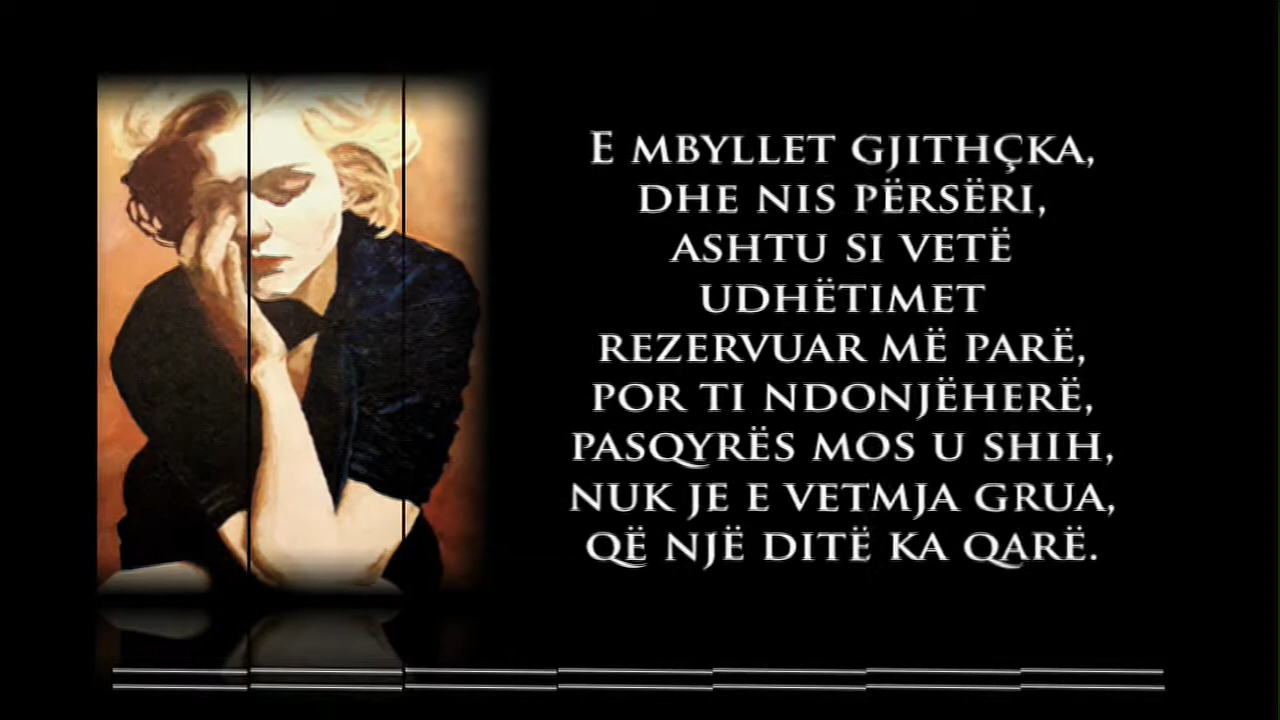 E MBYLLET GJITHÇKA,
DHE NIS PËRSËRI,
ASHTU SI VETË
UDHËTIMET
REZERVUAR MË PARË,
POR TI NDONJËHERË,
PASQYRËS MOS U SHIH,
NUK JE E VETMJA GRUA,
QË NJË DITË KA QARË.